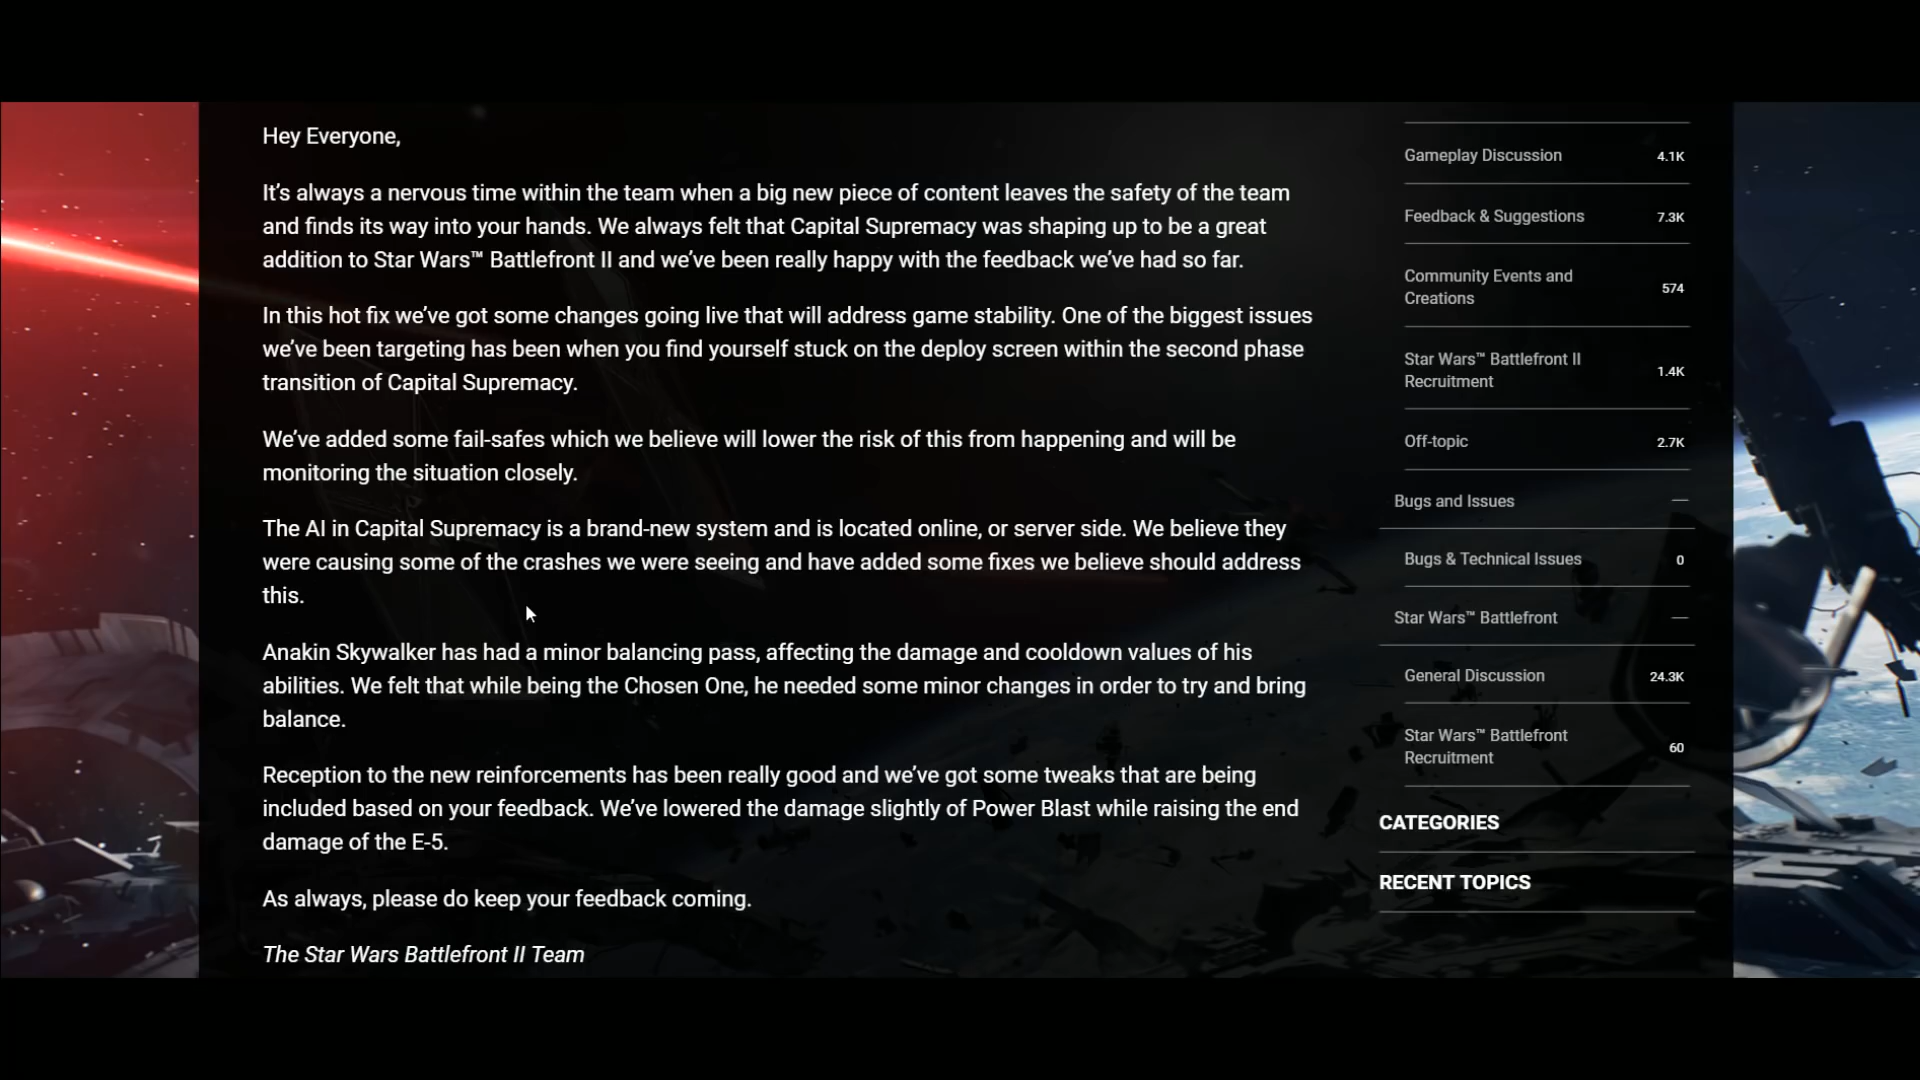 Hey Everyone,
It’s always a nervous time within the team when a big new piece of content leaves the safety of the team
and finds its way into your hands. We always felt that Capital Supremacy was shaping up to be a great
addition to Star Wars™ Battlefront II and we’ve been really happy with the feedback we’ve had so far.
In this hot fix we’ve got some changes going live that will address game stability. One of the biggest issues
we’ve been targeting has been when you find yourself stuck on the deploy screen within the second phase
transition of Capital Supremacy.
We’ve added some fail-safes which we believe will lower the risk of this from happening and will be
monitoring the situation closely.
The AI in Capital Supremacy is a brand-new system and is located online, or server side. We believe they
were causing some of the crashes we were seeing and have added some fixes we believe should address
this.
Anakin Skywalker has had a minor balancing pass, affecting the damage and cooldown values of his
abilities. We felt that while being the Chosen One, he needed some minor changes in order to try and bring
balance.
Reception to the new reinforcements has been really good and we’ve got some tweaks that are being
included based on your feedback. We’ve lowered the damage slightly of Power Blast while raising the end
damage of the E-5.
As always, please do keep your feedback coming.
The Star Wars Battlefront II Team
Gameplay Discussion 4.1K
Feedback & Suggestions 7.3K
Community Events and
Creations 574
Star Wars™ Battlefront II
Recruitment 1.4K
Off-topic 2.7K
Bugs and Issues —
Bugs & Technical Issues 0
Star Wars™ Battlefront —
General Discussion 24.3K
Star Wars™ Battlefront
Recruitment 60
CATEGORIES
RECENT TOPICS